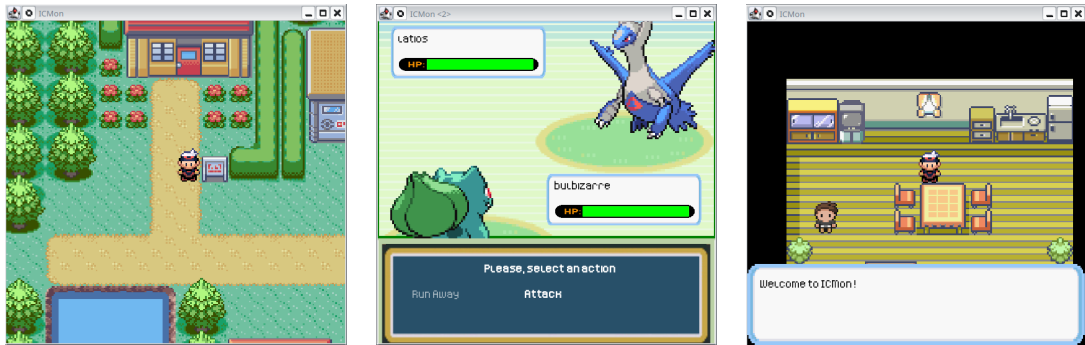 ICMon
ICMon <2>
ICMon
Latios
HP:
bulbizarre
HP:
Please, select an action
Run Away
Attack
Welcome to ICMon!